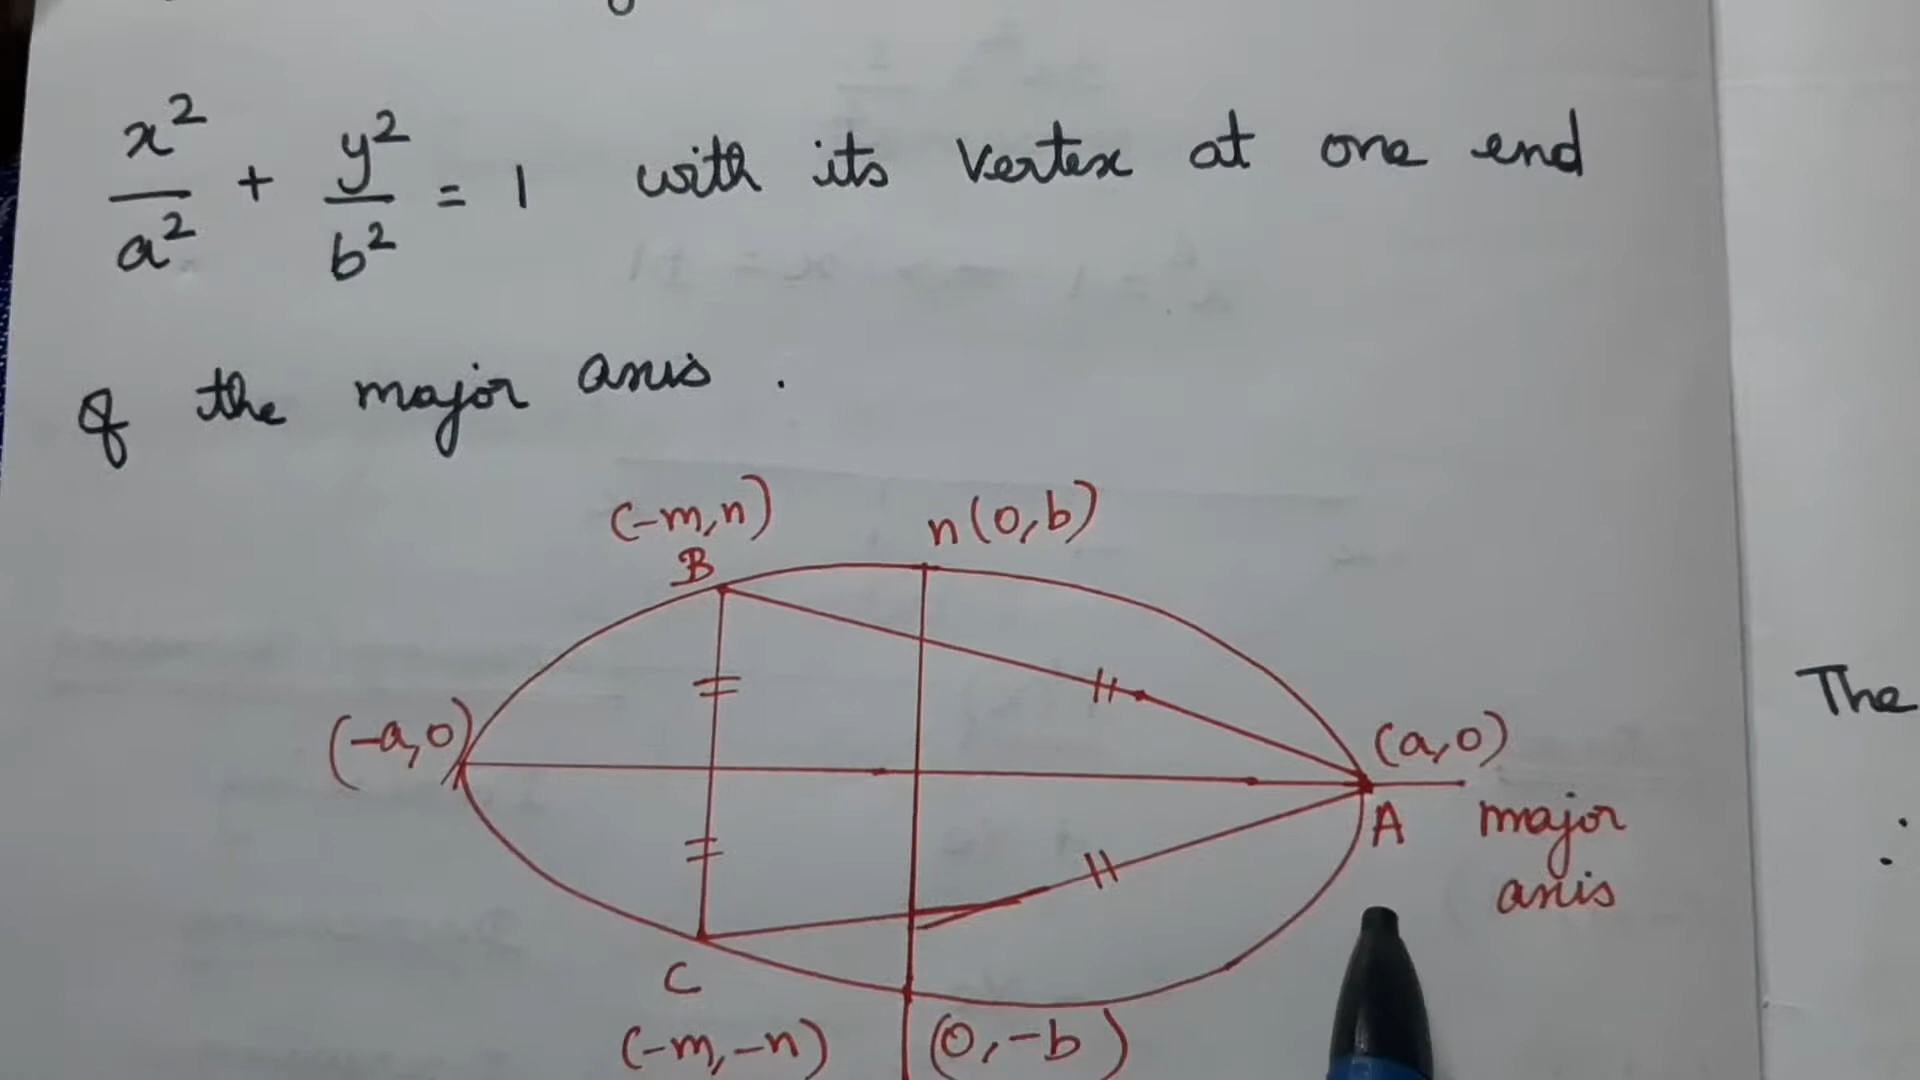 x²/a² + y²/b² = 1 with its vertex at one end
of the major axis .
(-m,n) n(0,b)
B
(-a,0) (a,0)
A major
axis
C
(-m,-n) (0,-b)
The
∴